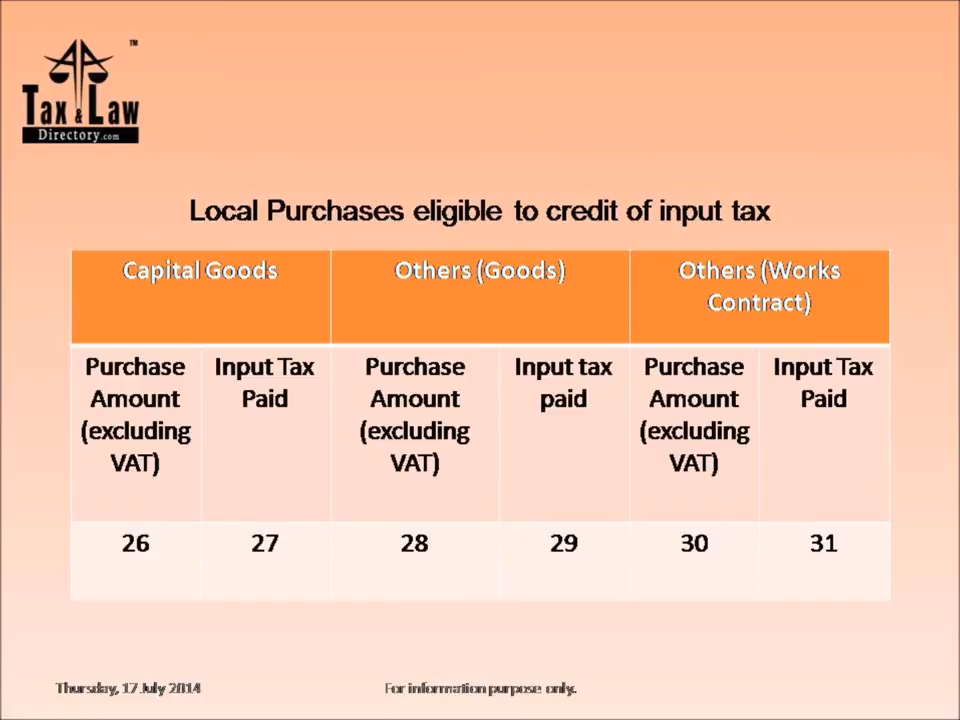 TM
Tax & Law
Directory.com
Local Purchases eligible to credit of input tax
Capital Goods
Others (Goods)
Others (Works
Contract)
Purchase
Amount
(excluding
VAT)
Input Tax
Paid
Purchase
Amount
(excluding
VAT)
Input tax
paid
Purchase
Amount
(excluding
VAT)
Input Tax
Paid
26
27
28
29
30
31
Thursday, 17 July 2014
For information purpose only.